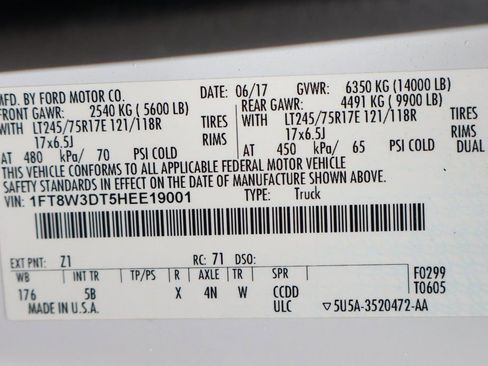 MFD. BY FORD MOTOR CO. DATE: 06/17 GVWR: 6350 KG (14000 LB)
FRONT GAWR: 2540 KG ( 5600 LB) REAR GAWR: 4491 KG ( 9900 LB)
WITH LT245/75R17E 121/118R TIRES WITH LT245/75R17E 121/118R TIRES
17x6.5J RIMS 17x6.5J RIMS
AT 480 kPa/ 70 PSI COLD AT 450 kPa/ 65 PSI COLD DUAL
THIS VEHICLE CONFORMS TO ALL APPLICABLE FEDERAL MOTOR VEHICLE
SAFETY STANDARDS IN EFFECT ON THE DATE OF MANUFACTURE SHOWN ABOVE.
VIN: 1FT8W3DT5HEE19001 TYPE: Truck
EXT PNT: Z1 RC: 71 DSO:
WB INT TR TP/PS R AXLE TR SPR F0299
176 5B X 4N W CCDD T0605
MADE IN U.S.A. ULC ▽5U5A-3520472-AA